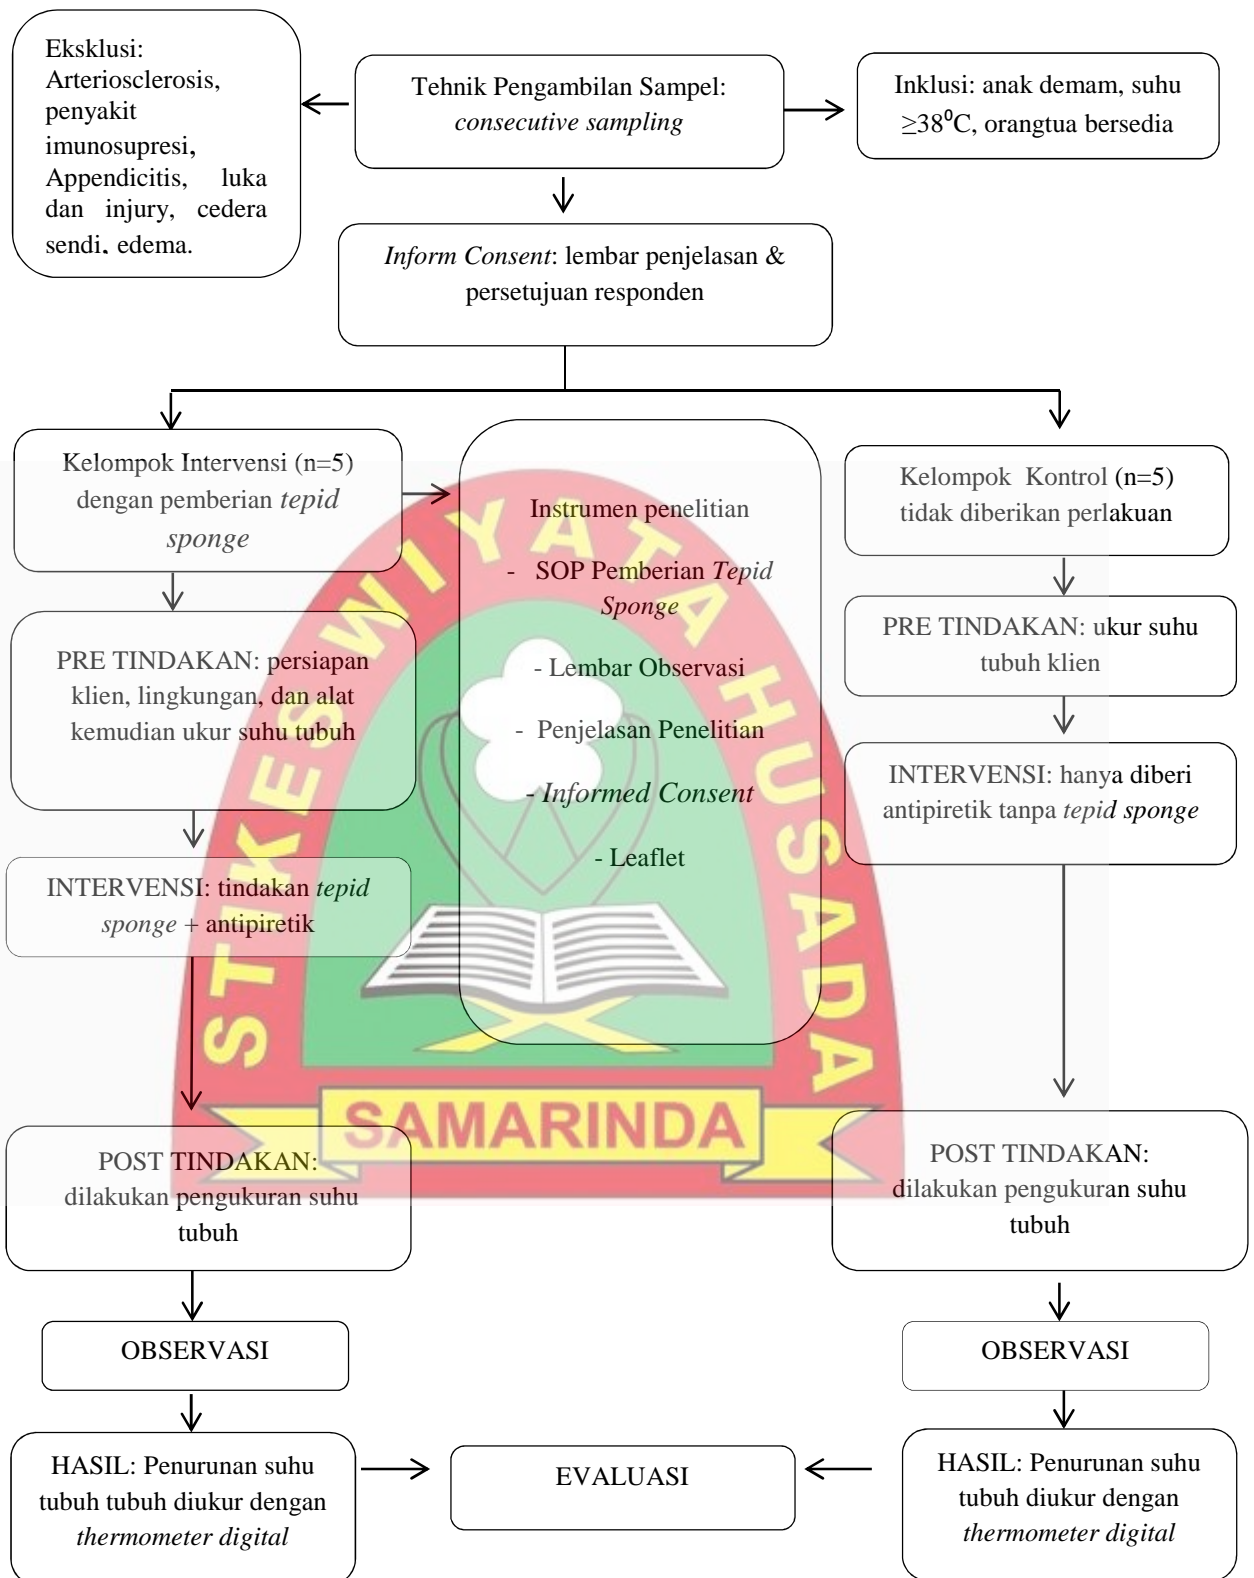 Eksklusi:
Arteriosclerosis,
penyakit
imunosupresi,
Appendicitis, luka
dan injury, cedera
sendi, edema.
Tehnik Pengambilan Sampel:
consecutive sampling
Inklusi: anak demam, suhu
≥38⁰C, orangtua bersedia
Inform Consent: lembar penjelasan &
persetujuan responden
Kelompok Intervensi (n=5)
dengan pemberian tepid
sponge
Instrumen penelitian
- SOP Pemberian Tepid
Sponge
- Lembar Observasi
- Penjelasan Penelitian
- Informed Consent
- Leaflet
Kelompok Kontrol (n=5)
tidak diberikan perlakuan
PRE TINDAKAN: persiapan
klien, lingkungan, dan alat
kemudian ukur suhu tubuh
PRE TINDAKAN: ukur suhu
tubuh klien
INTERVENSI: hanya diberi
antipiretik tanpa tepid sponge
INTERVENSI: tindakan tepid
sponge + antipiretik
STIKES WIYATA HUSADA
SAMARINDA
POST TINDAKAN:
dilakukan pengukuran suhu
tubuh
POST TINDAKAN:
dilakukan pengukuran suhu
tubuh
OBSERVASI
OBSERVASI
HASIL: Penurunan suhu
tubuh tubuh diukur dengan
thermometer digital
EVALUASI
HASIL: Penurunan suhu
tubuh diukur dengan
thermometer digital